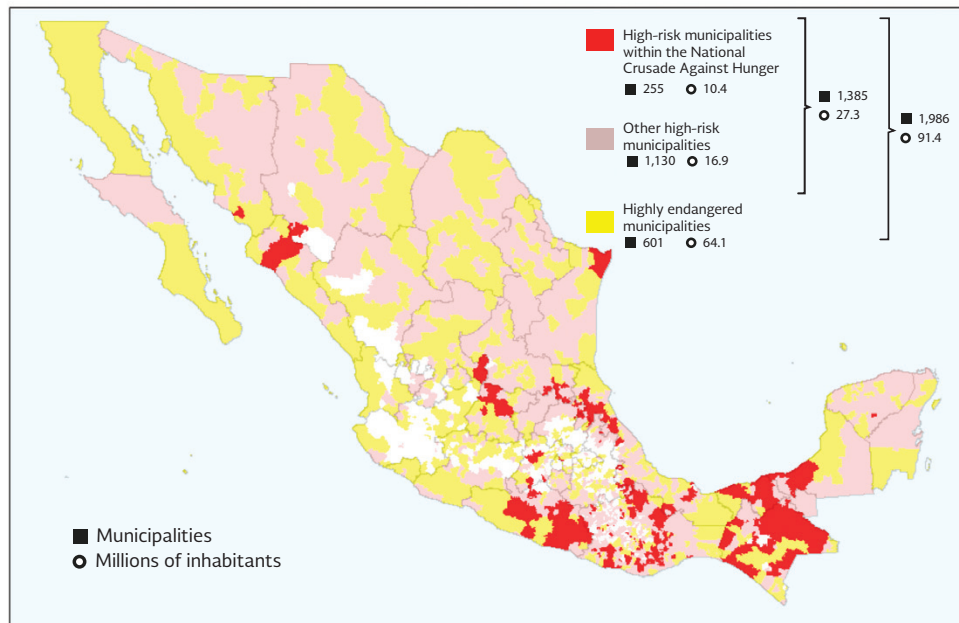 High-risk municipalities
within the National
Crusade Against Hunger
■ 255 O 10.4
Other high-risk
municipalities
■ 1,130 O 16.9
Highly endangered
municipalities
■ 601 O 64.1
■ 1,385
O 27.3
■ 1,986
O 91.4
■ Municipalities
O Millions of inhabitants